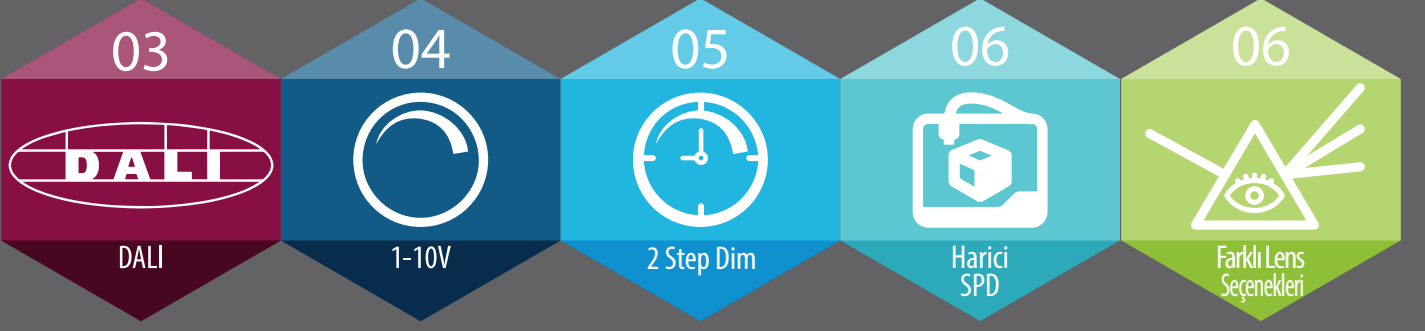 03
DALI
DALİ
04
1-10V
05
2 Step Dim
06
Harici
SPD
06
Farklı Lens
Seçenekleri